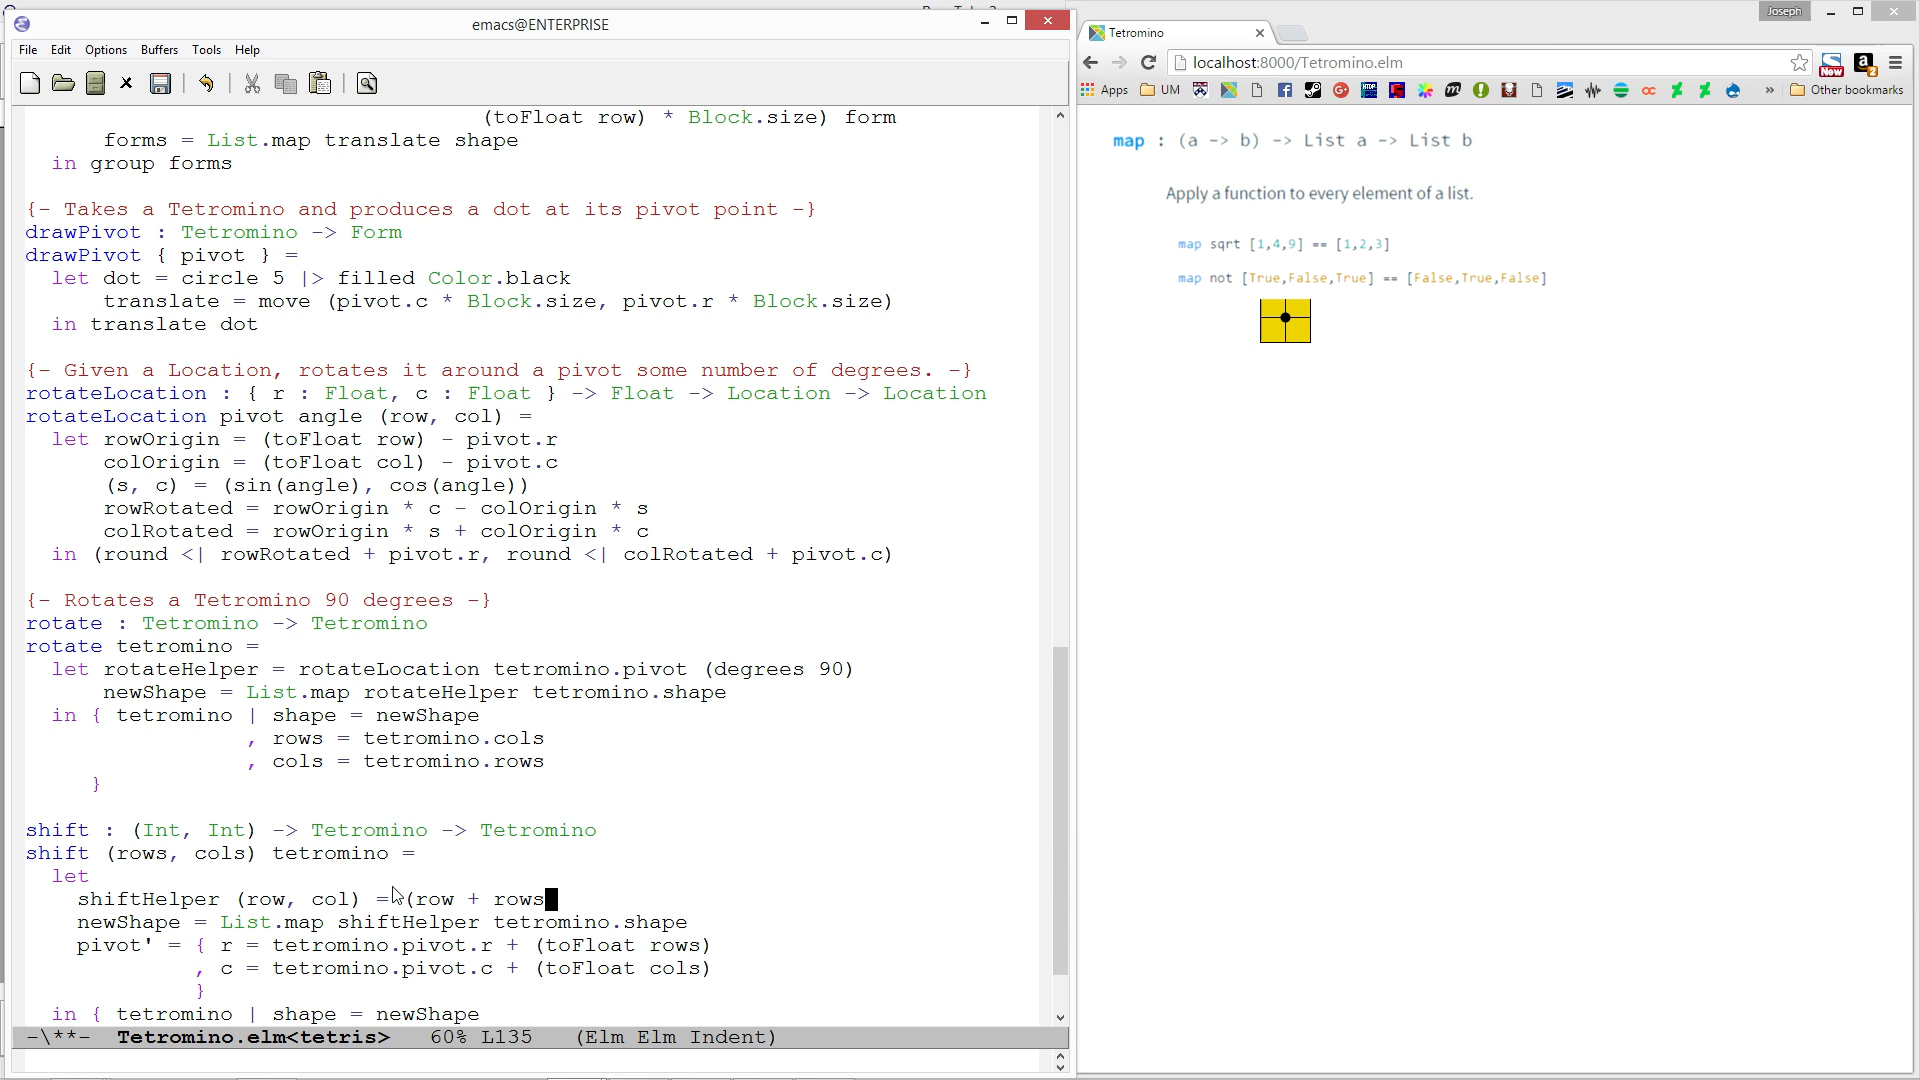 emacs@ENTERPRISE
File Edit Options Buffers Tools Help
(toFloat row) * Block.size) form
forms = List.map translate shape
in group forms
{- Takes a Tetromino and produces a dot at its pivot point -}
drawPivot : Tetromino -> Form
drawPivot { pivot } =
let dot = circle 5 |> filled Color.black
translate = move (pivot.c * Block.size, pivot.r * Block.size)
in translate dot
{- Given a Location, rotates it around a pivot some number of degrees. -}
rotateLocation : { r : Float, c : Float } -> Float -> Location -> Location
rotateLocation pivot angle (row, col) =
let rowOrigin = (toFloat row) - pivot.r
colOrigin = (toFloat col) - pivot.c
(s, c) = (sin(angle), cos(angle))
rowRotated = rowOrigin * c - colOrigin * s
colRotated = rowOrigin * s + colOrigin * c
in (round <| rowRotated + pivot.r, round <| colRotated + pivot.c)
{- Rotates a Tetromino 90 degrees -}
rotate : Tetromino -> Tetromino
rotate tetromino =
let rotateHelper = rotateLocation tetromino.pivot (degrees 90)
newShape = List.map rotateHelper tetromino.shape
in { tetromino | shape = newShape
, rows = tetromino.cols
, cols = tetromino.rows
}
shift : (Int, Int) -> Tetromino -> Tetromino
shift (rows, cols) tetromino =
let
shiftHelper (row, col) = (row + rows
newShape = List.map shiftHelper tetromino.shape
pivot' = { r = tetromino.pivot.r + (toFloat rows)
, c = tetromino.pivot.c + (toFloat cols)
}
in { tetromino | shape = newShape
-\**- Tetromino.elm<tetris> 60% L135 (Elm Elm Indent)
Joseph
Tetromino
localhost:8000/Tetromino.elm
Apps UM » Other bookmarks
map : (a -> b) -> List a -> List b
Apply a function to every element of a list.
map sqrt [1,4,9] == [1,2,3]
map not [True,False,True] == [False,True,False]